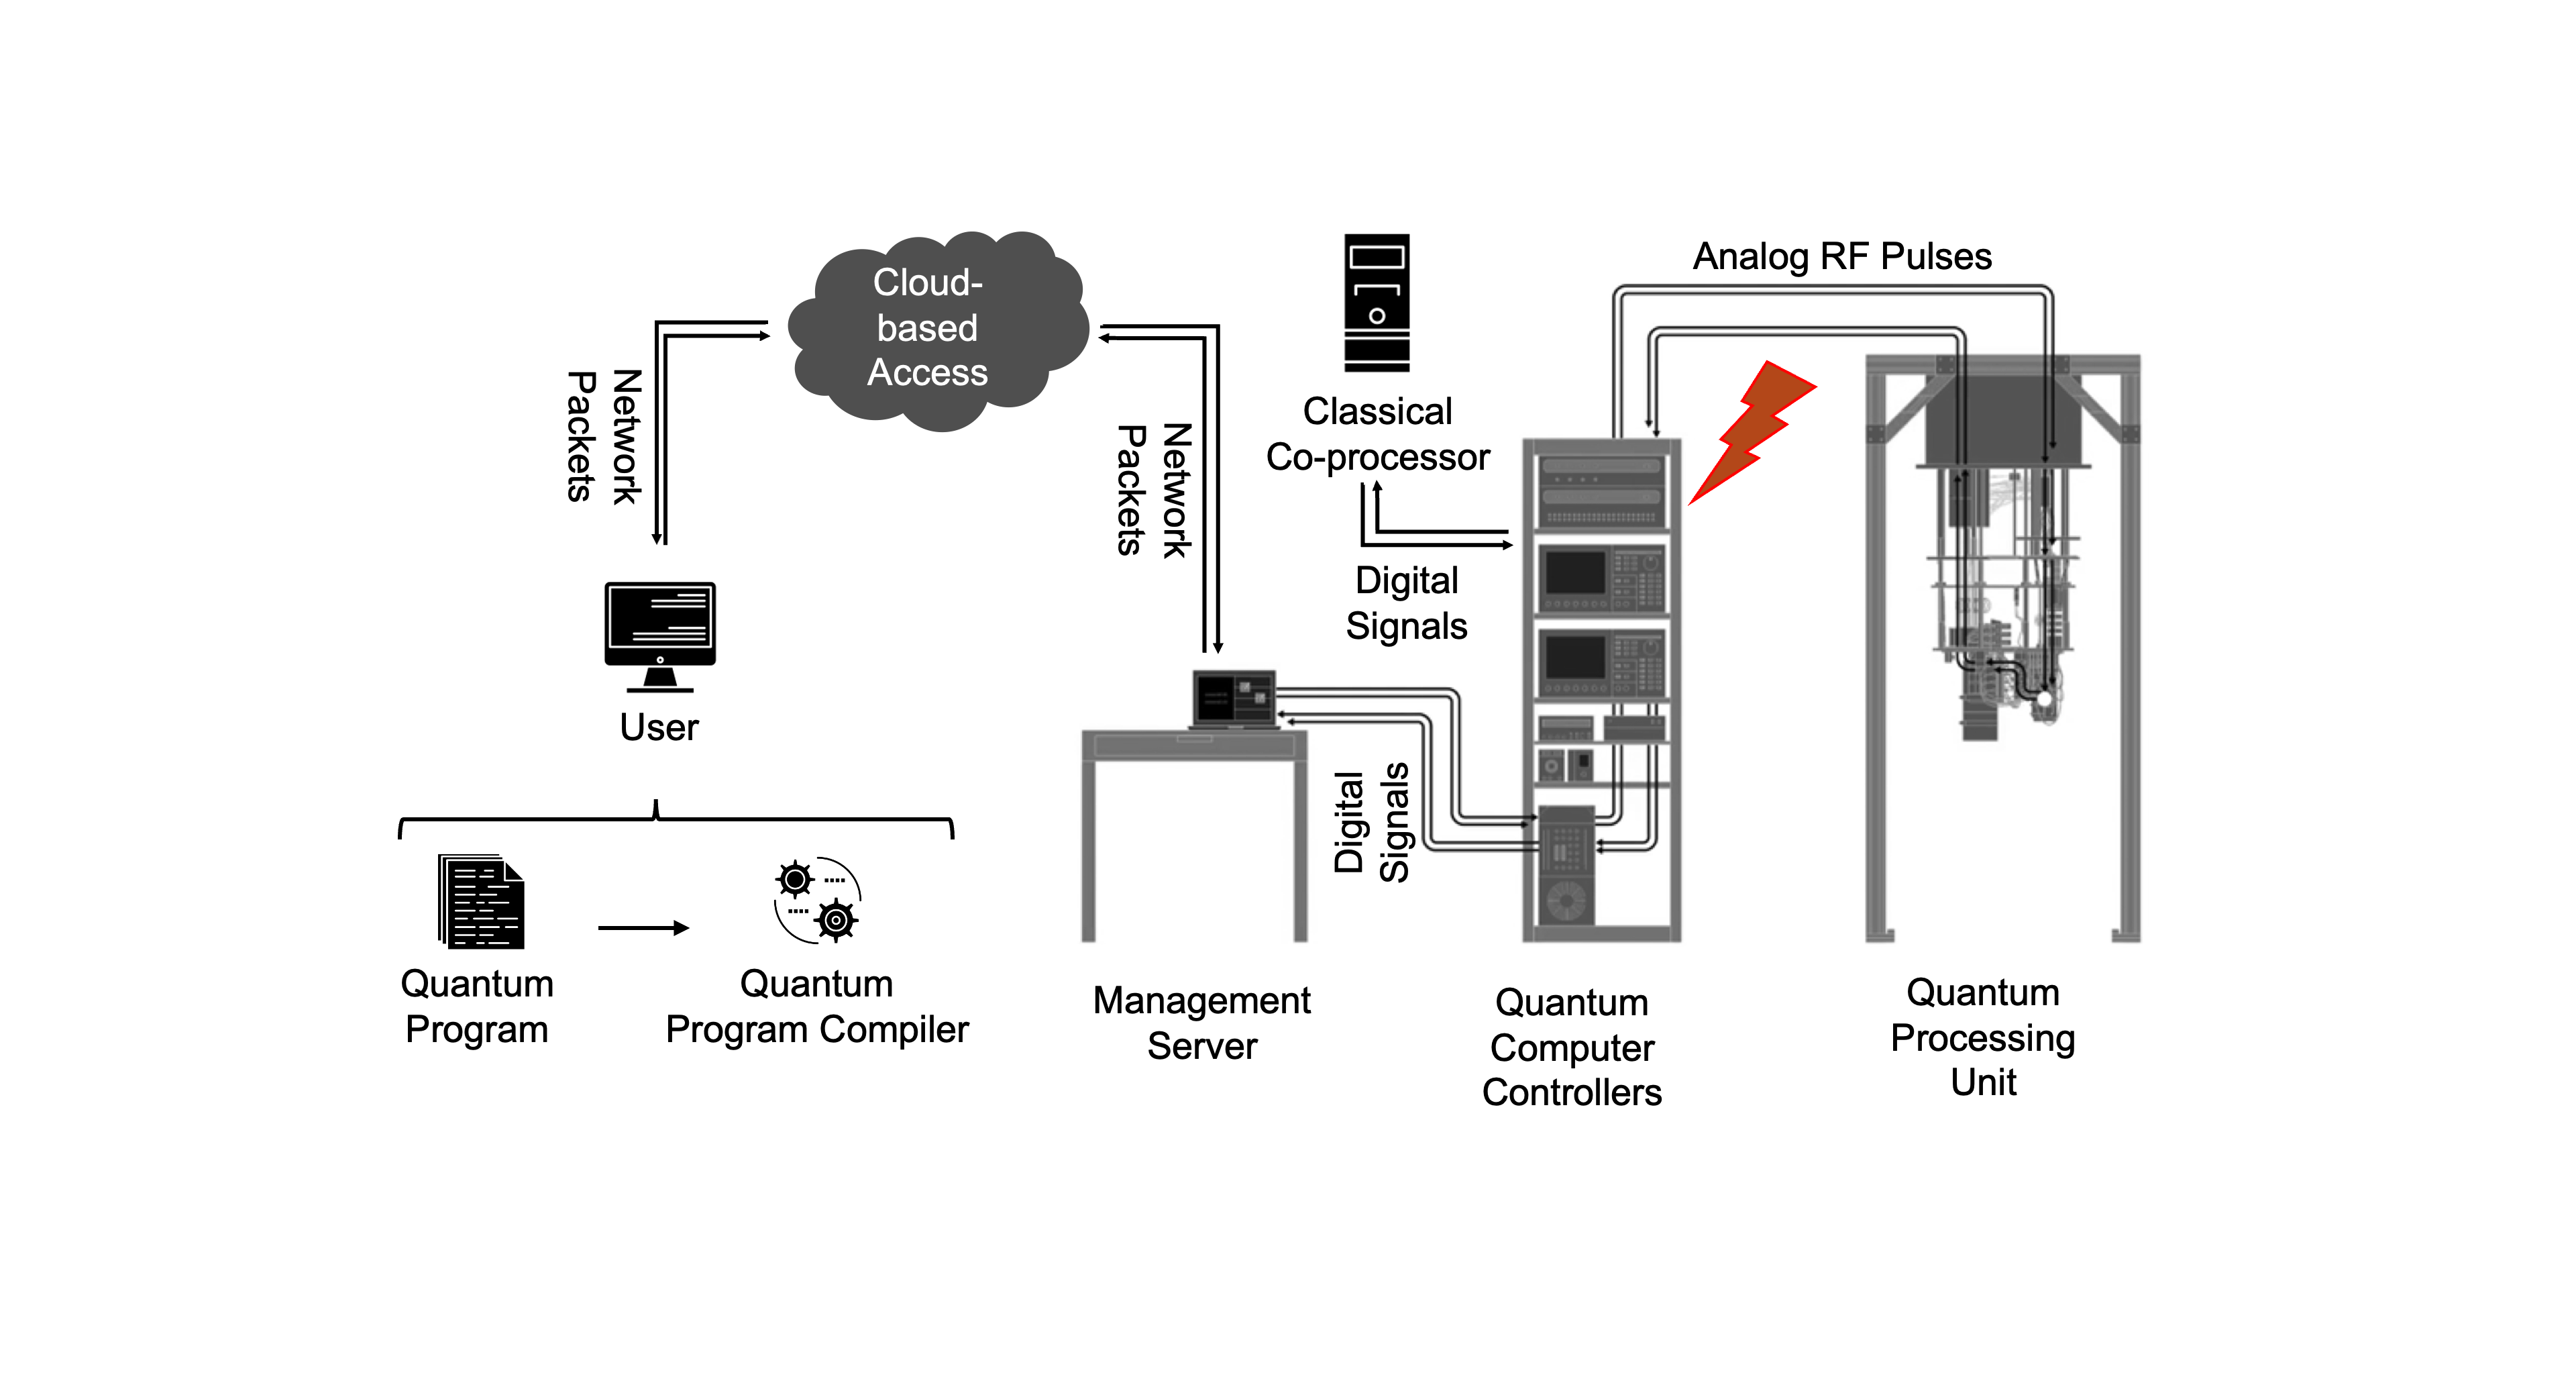 Cloud-
based
Access
Network
Packets
User
Quantum
Program
Quantum
Program Compiler
Network
Packets
Management
Server
Classical
Co-processor
Digital
Signals
Digital
Signals
Analog RF Pulses
Quantum
Computer
Controllers
Quantum
Processing
Unit